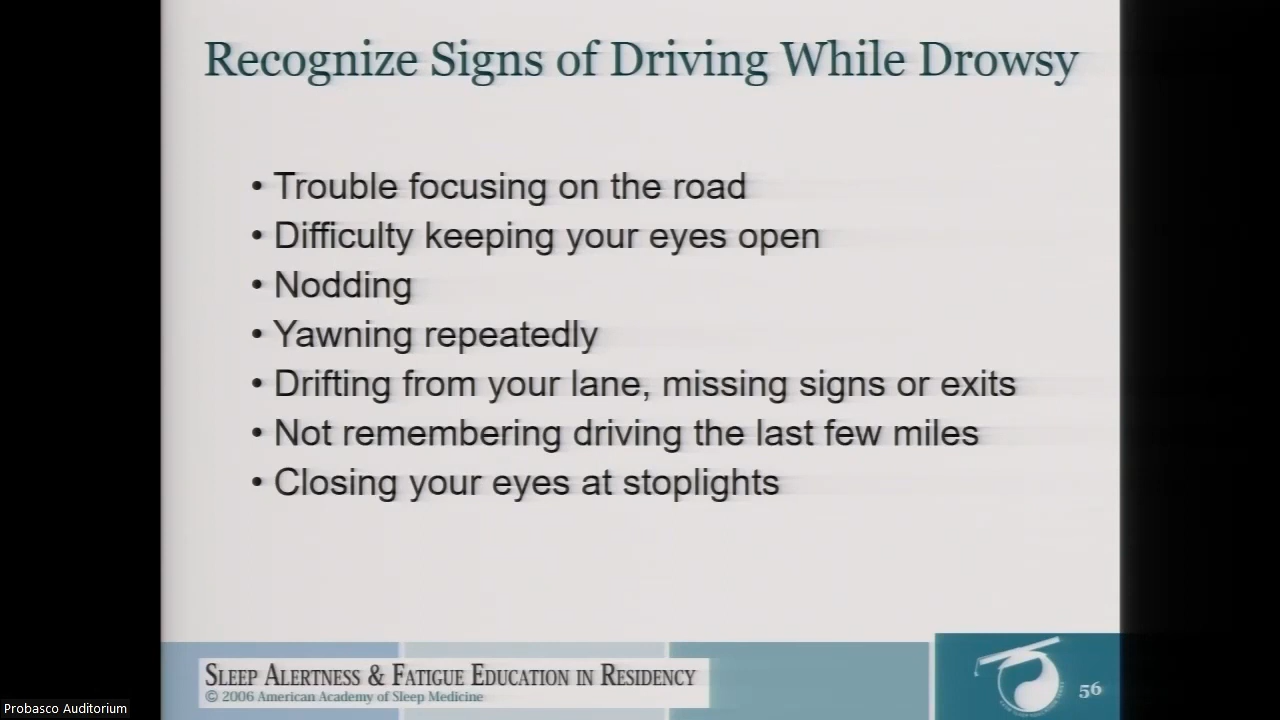 Recognize Signs of Driving While Drowsy
• Trouble focusing on the road
• Difficulty keeping your eyes open
• Nodding
• Yawning repeatedly
• Drifting from your lane, missing signs or exits
• Not remembering driving the last few miles
• Closing your eyes at stoplights
SLEEP ALERTNESS & FATIGUE EDUCATION IN RESIDENCY
© 2006 American Academy of Sleep Medicine
56
Probasco Auditorium